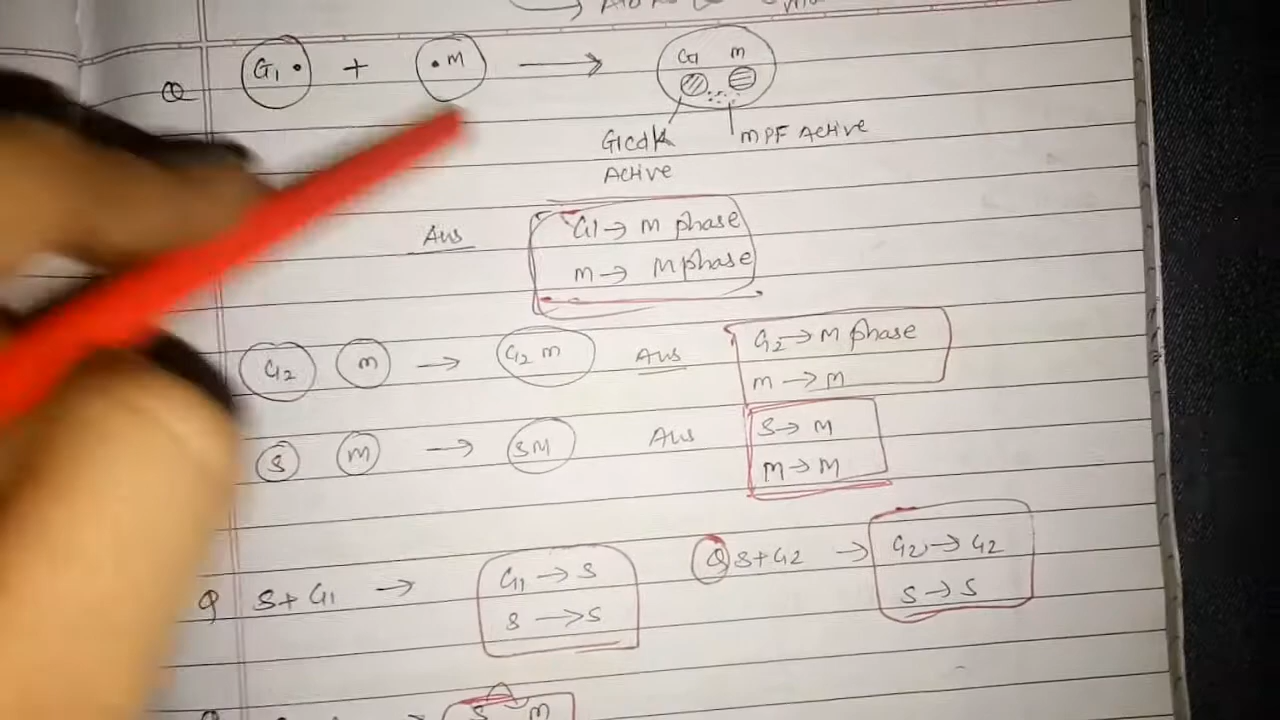 Q G1 • + • M → G1 M
G1cdk Active MPF Active
Ans G1 → M phase
M → M phase
G2 M → G2 M Ans G2 → M phase
M → M
S M → SM Ans S → M
M → M
Q S+G1 → G1 → S
S → S
Q S+G2 → G2 → G2
S → S
S M